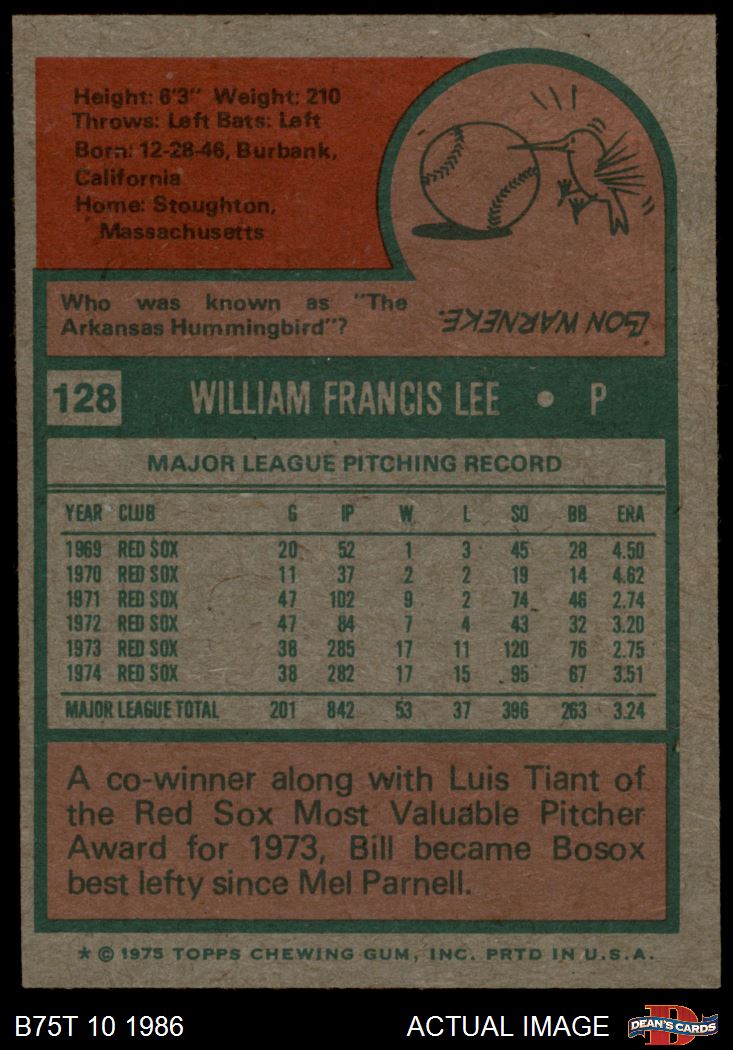 Height: 6'3" Weight: 210
Throws: Left Bats: Left
Born: 12-28-46, Burbank,
California
Home: Stoughton,
Massachusetts
Who was known as "The
Arkansas Hummingbird"?
LON WARNEKE.
128 WILLIAM FRANCIS LEE • P
MAJOR LEAGUE PITCHING RECORD
YEAR CLUB G IP W L SO BB ERA
1969 RED SOX 20 52 1 3 45 28 4.50
1970 RED SOX 11 37 2 2 19 14 4.62
1971 RED SOX 47 102 9 2 74 46 2.74
1972 RED SOX 47 84 7 4 43 32 3.20
1973 RED SOX 38 285 17 11 120 76 2.75
1974 RED SOX 38 282 17 15 95 67 3.51
MAJOR LEAGUE TOTAL 201 842 53 37 396 263 3.24
A co-winner along with Luis Tiant of
the Red Sox Most Valuable Pitcher
Award for 1973, Bill became Bosox
best lefty since Mel Parnell.
* © 1975 TOPPS CHEWING GUM, INC. PRTD IN U.S.A.
B75T 10 1986 ACTUAL IMAGE DEAN'S CARDS